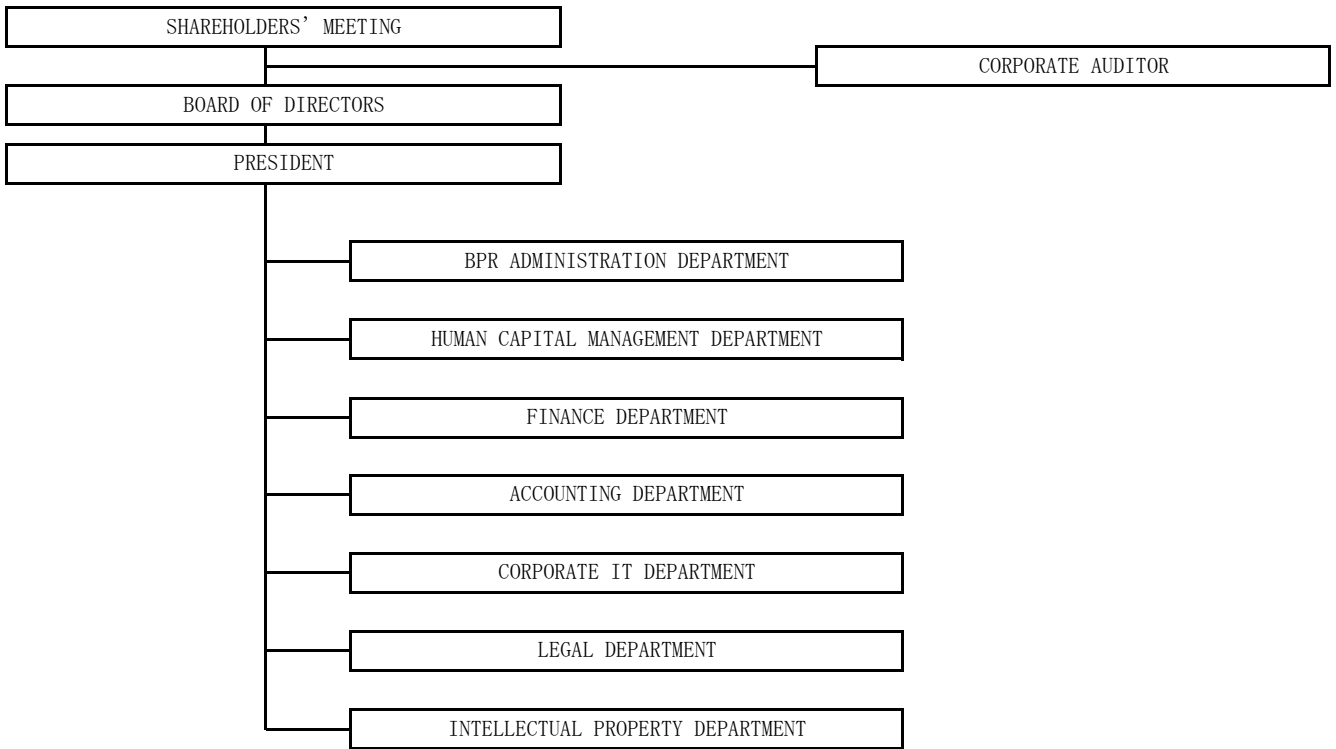 SHAREHOLDERS' MEETING
CORPORATE AUDITOR
BOARD OF DIRECTORS
PRESIDENT
BPR ADMINISTRATION DEPARTMENT
HUMAN CAPITAL MANAGEMENT DEPARTMENT
FINANCE DEPARTMENT
ACCOUNTING DEPARTMENT
CORPORATE IT DEPARTMENT
LEGAL DEPARTMENT
INTELLECTUAL PROPERTY DEPARTMENT